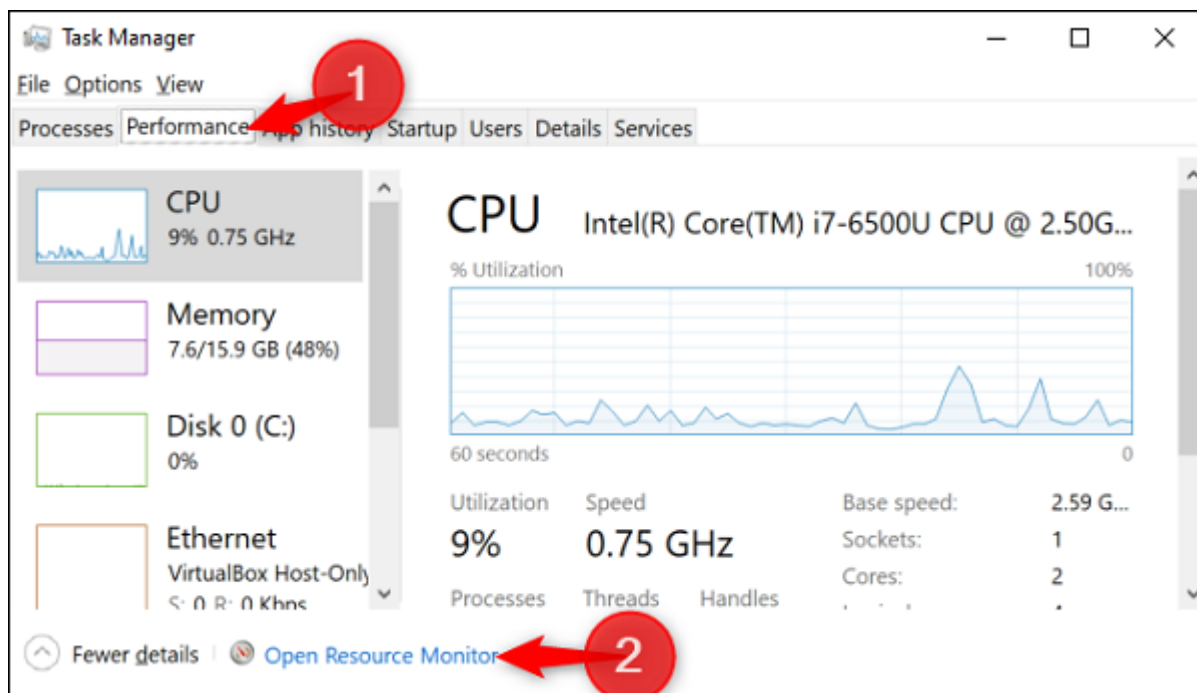 Task Manager
File Options View
1
Processes Performance App history Startup Users Details Services
CPU
9% 0.75 GHz
Memory
7.6/15.9 GB (48%)
Disk 0 (C:)
0%
Ethernet
VirtualBox Host-Only
S: 0 R: 0 Kbps
CPU Intel(R) Core(TM) i7-6500U CPU @ 2.50G...
% Utilization 100%
60 seconds 0
Utilization Speed Base speed: 2.59 G...
9% 0.75 GHz Sockets: 1
Cores: 2
Processes Threads Handles
Fewer details Open Resource Monitor
2